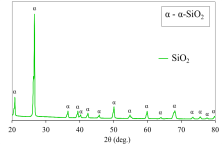 α
α - α-SiO₂
SiO₂
α
α α α α α α α α α α α α
20 30 40 50 60 70 80
2θ (deg.)